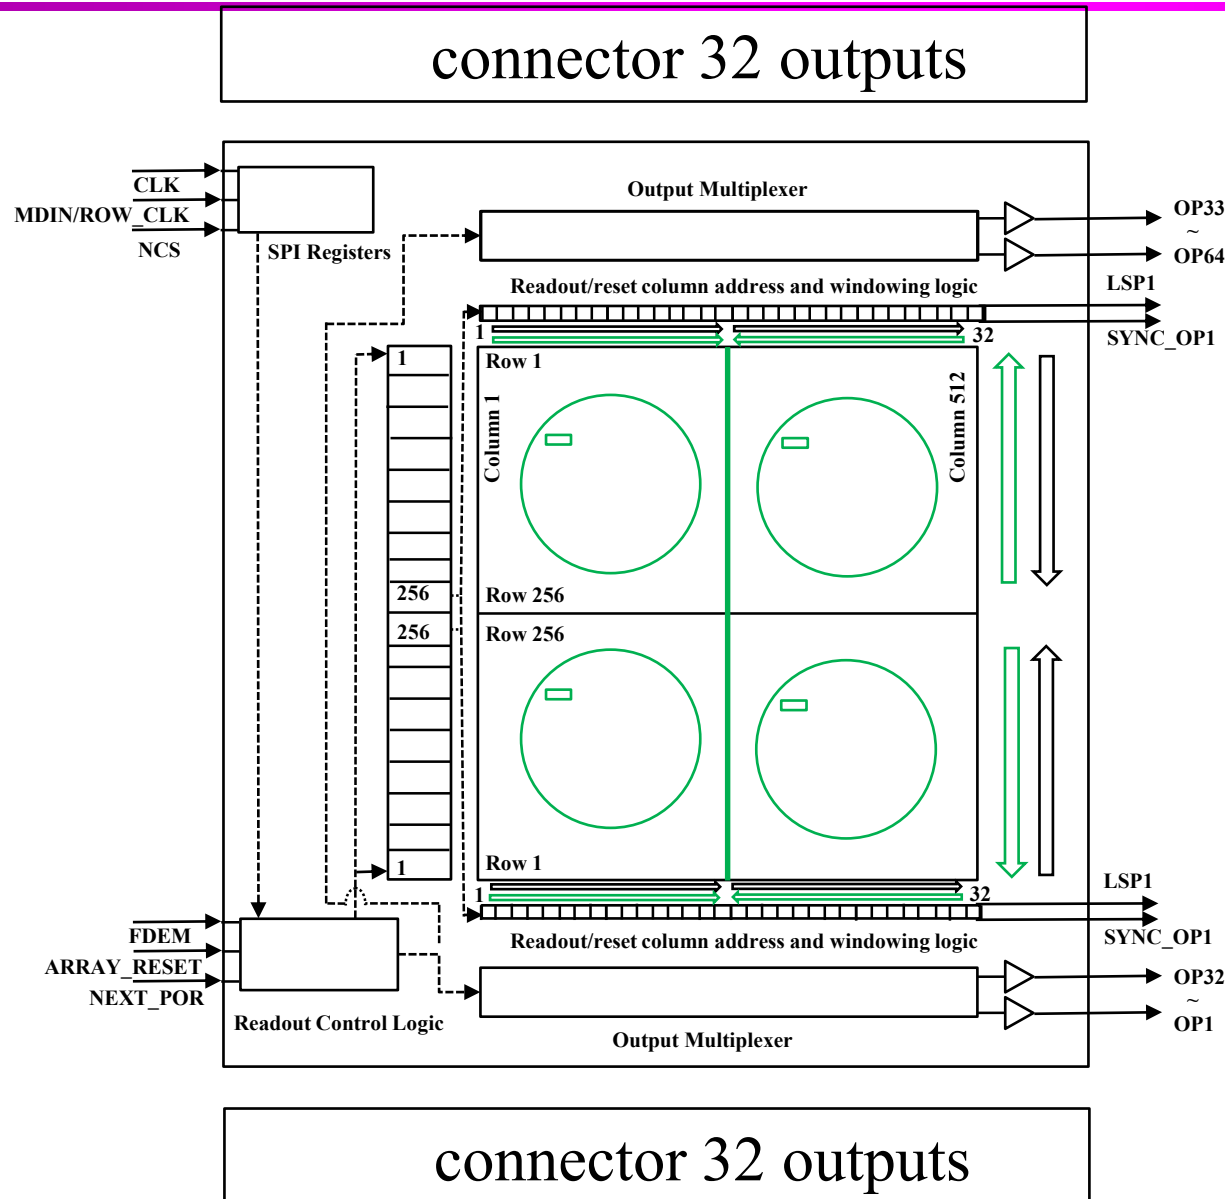 connector 32 outputs
CLK
MDIN/ROW_CLK
NCS
SPI Registers
Output Multiplexer
OP33
~
OP64
Readout/reset column address and windowing logic
LSP1
SYNC_OP1
1
32
1
Row 1
Column 1
Column 512
256
Row 256
256
Row 256
1
Row 1
1
32
LSP1
SYNC_OP1
FDEM
ARRAY_RESET
NEXT_POR
Readout Control Logic
Readout/reset column address and windowing logic
OP32
~
OP1
Output Multiplexer
connector 32 outputs